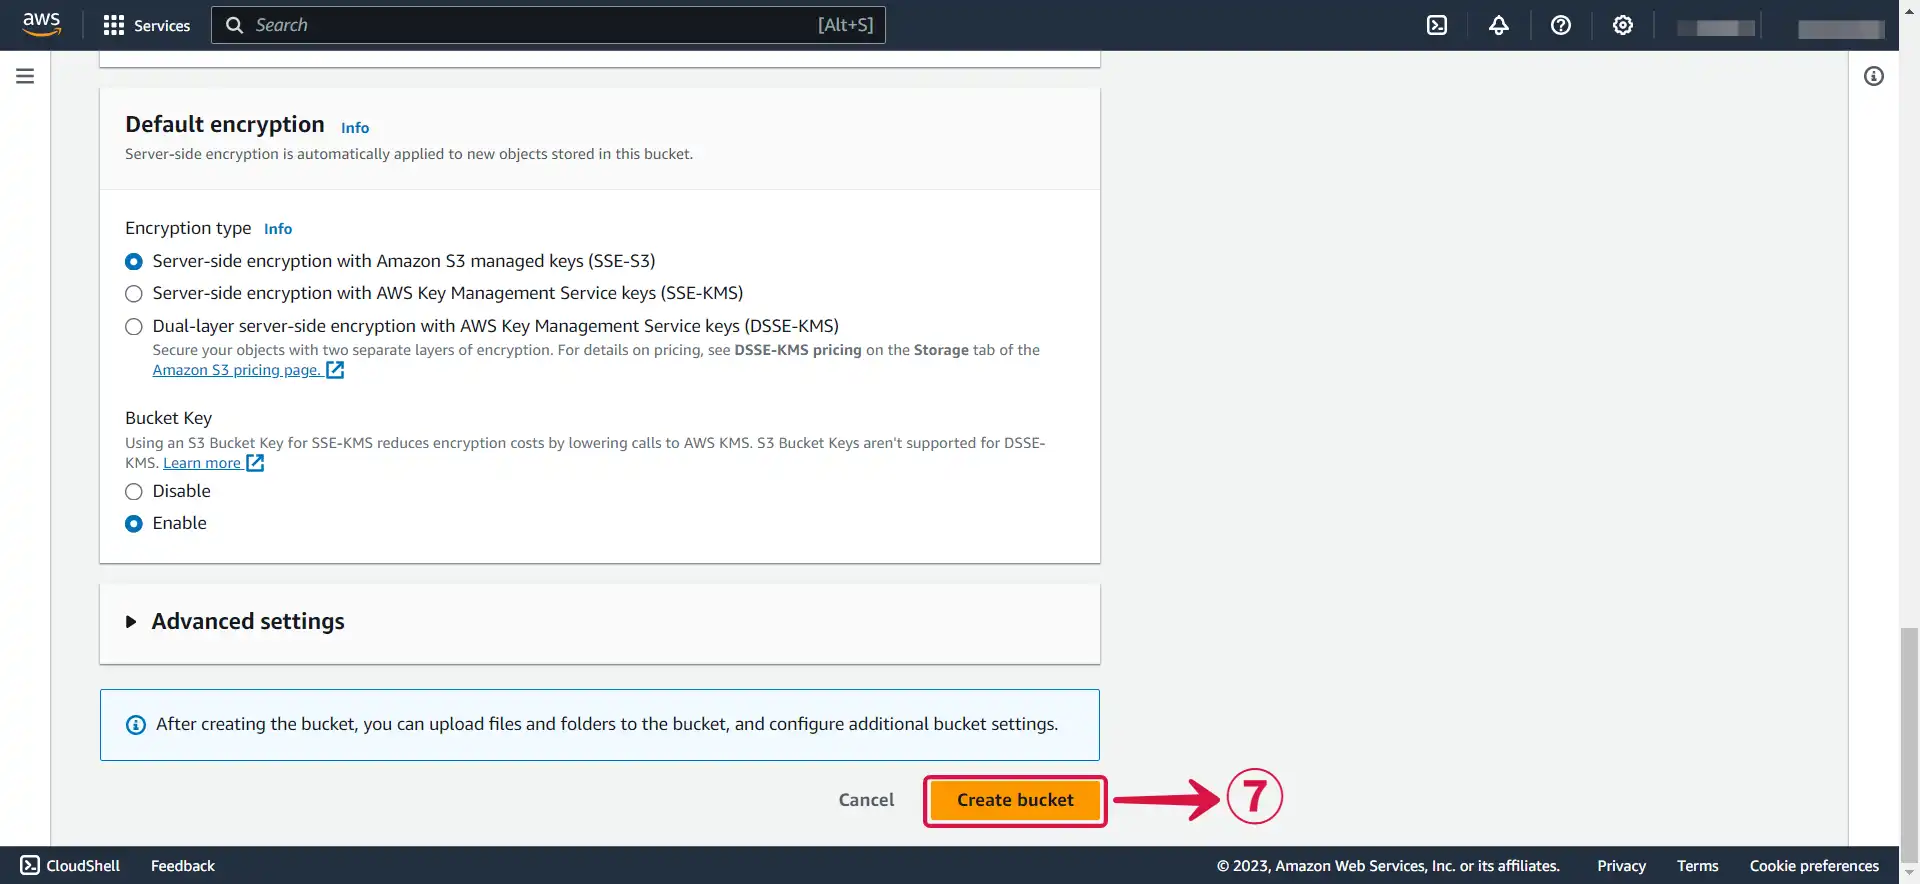 aws
Services
Search [Alt+S]
Default encryption Info
Server-side encryption is automatically applied to new objects stored in this bucket.
Encryption type Info
Server-side encryption with Amazon S3 managed keys (SSE-S3)
Server-side encryption with AWS Key Management Service keys (SSE-KMS)
Dual-layer server-side encryption with AWS Key Management Service keys (DSSE-KMS)
Secure your objects with two separate layers of encryption. For details on pricing, see DSSE-KMS pricing on the Storage tab of the
Amazon S3 pricing page.
Bucket Key
Using an S3 Bucket Key for SSE-KMS reduces encryption costs by lowering calls to AWS KMS. S3 Bucket Keys aren't supported for DSSE-
KMS. Learn more
Disable
Enable
Advanced settings
After creating the bucket, you can upload files and folders to the bucket, and configure additional bucket settings.
Cancel Create bucket 7
CloudShell Feedback © 2023, Amazon Web Services, Inc. or its affiliates. Privacy Terms Cookie preferences